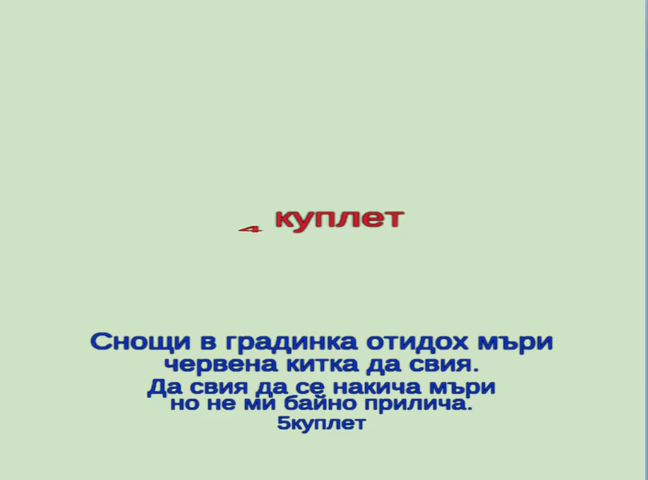 4 куплет
Снощи в градинка отидох мъри
червена китка да свия.
Да свия да се накича мъри
но не ми байно прилича.
5куплет